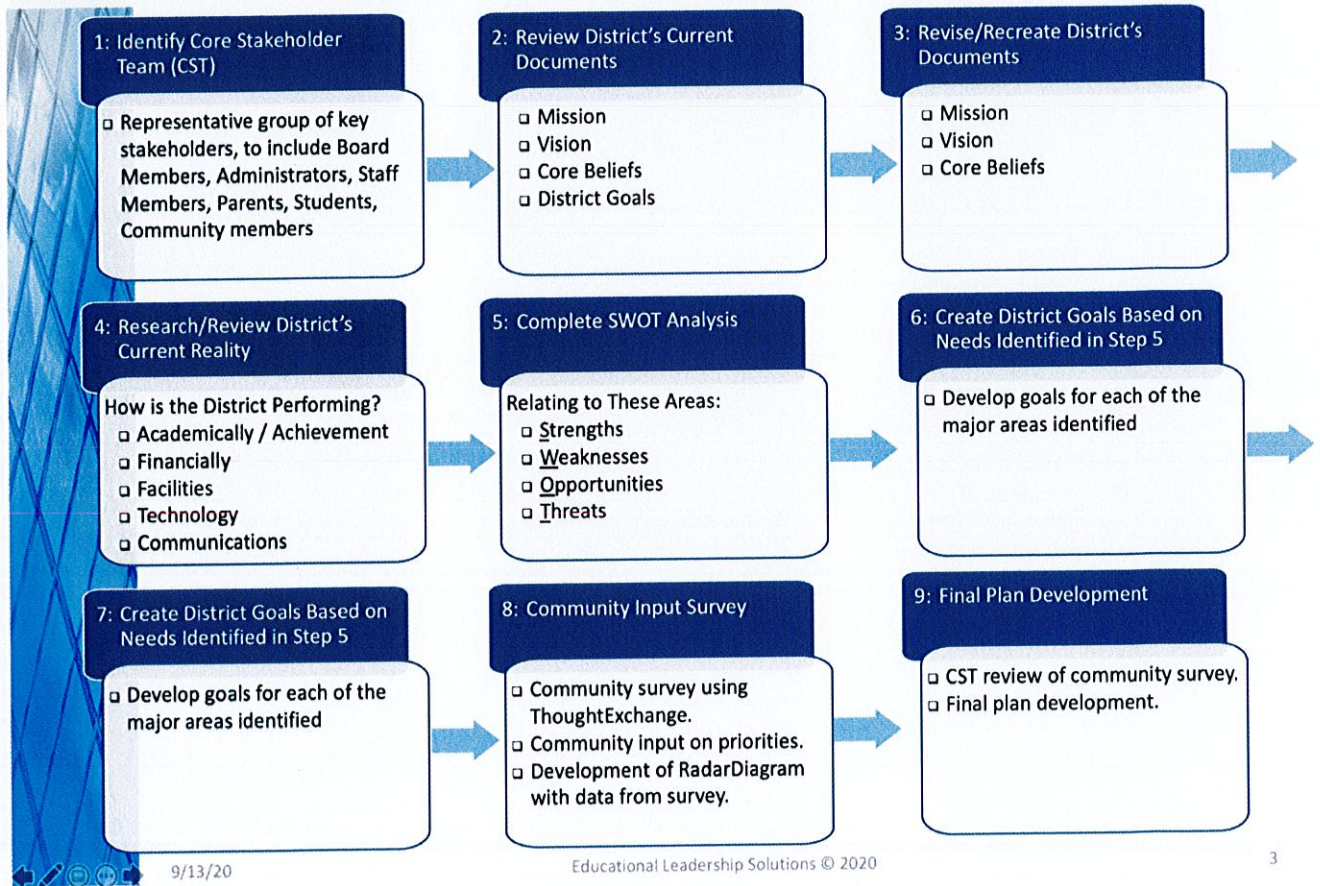 1: Identify Core Stakeholder
Team (CST)
❑ Representative group of key
stakeholders, to include Board
Members, Administrators, Staff
Members, Parents, Students,
Community members
2: Review District's Current
Documents
❑ Mission
❑ Vision
❑ Core Beliefs
❑ District Goals
3: Revise/Recreate District's
Documents
❑ Mission
❑ Vision
❑ Core Beliefs
4: Research/Review District's
Current Reality
How is the District Performing?
❑ Academically / Achievement
❑ Financially
❑ Facilities
❑ Technology
❑ Communications
5: Complete SWOT Analysis
Relating to These Areas:
❑ Strengths
❑ Weaknesses
❑ Opportunities
❑ Threats
6: Create District Goals Based on
Needs Identified in Step 5
❑ Develop goals for each of the
major areas identified
7: Create District Goals Based on
Needs Identified in Step 5
❑ Develop goals for each of the
major areas identified
8: Community Input Survey
❑ Community survey using
ThoughtExchange.
❑ Community input on priorities.
❑ Development of RadarDiagram
with data from survey.
9: Final Plan Development
❑ CST review of community survey.
❑ Final plan development.
9/13/20
Educational Leadership Solutions © 2020
3